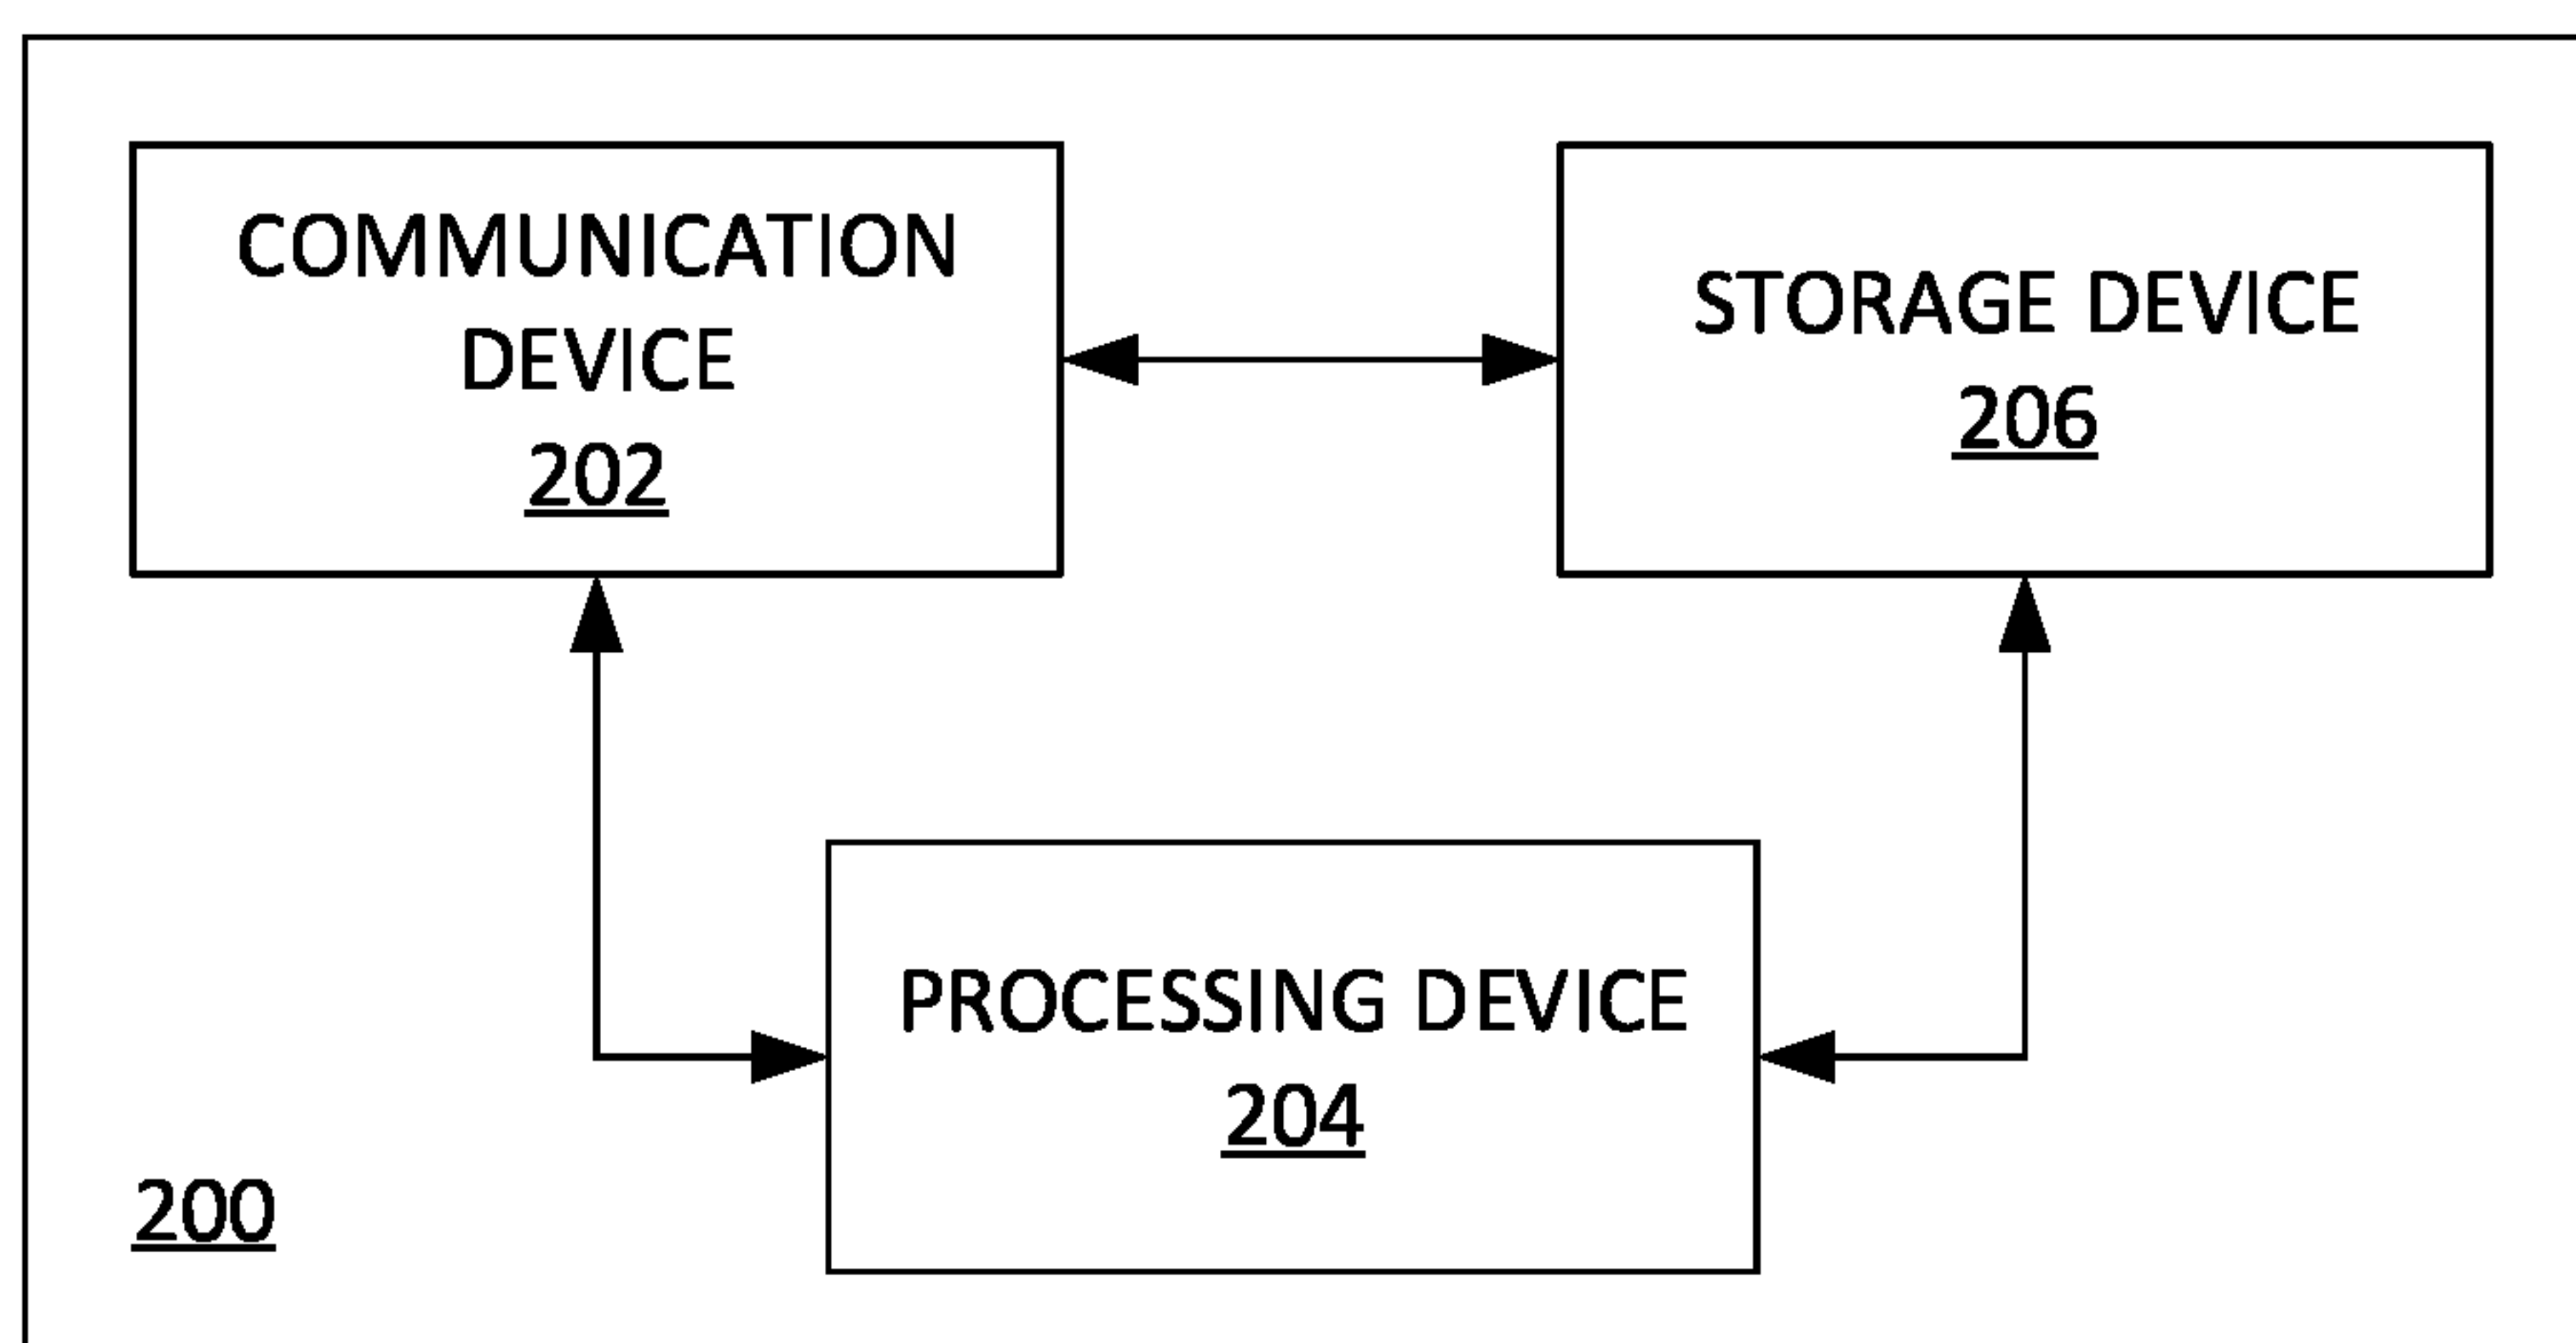 COMMUNICATION
DEVICE
202
STORAGE DEVICE
206
PROCESSING DEVICE
204
200